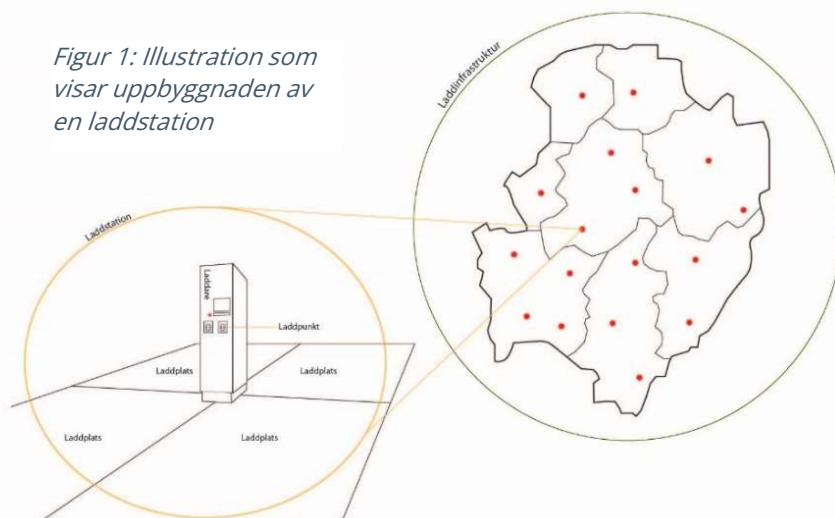 Figur 1: Illustration som
visar uppbyggnaden av
en laddstation
Laddinfrastruktur
Laddstation
Laddare
Laddpunkt
Laddplats
Laddplats
Laddplats
Laddplats